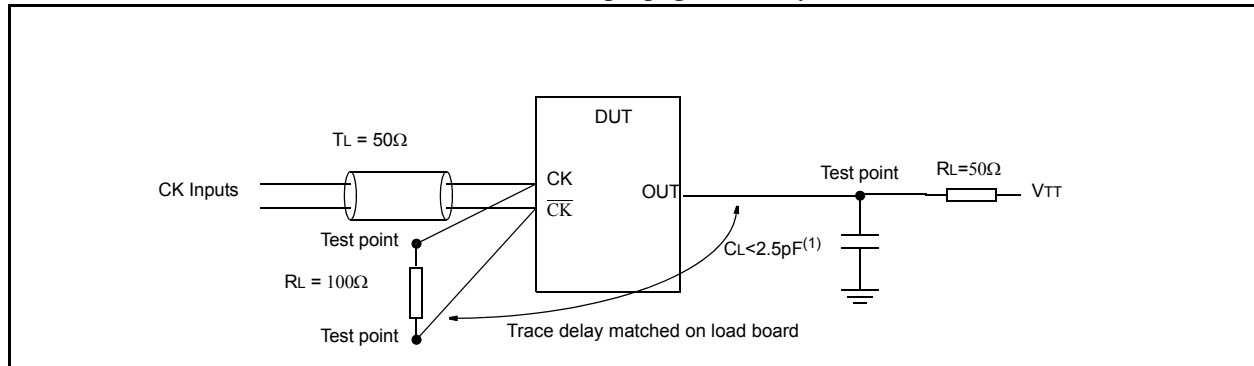 DUT
TL = 50Ω
CK Inputs
CK
CK
OUT
Test point
RL=50Ω
VTT
CL<2.5pF(1)
Test point
RL = 100Ω
Test point
Trace delay matched on load board